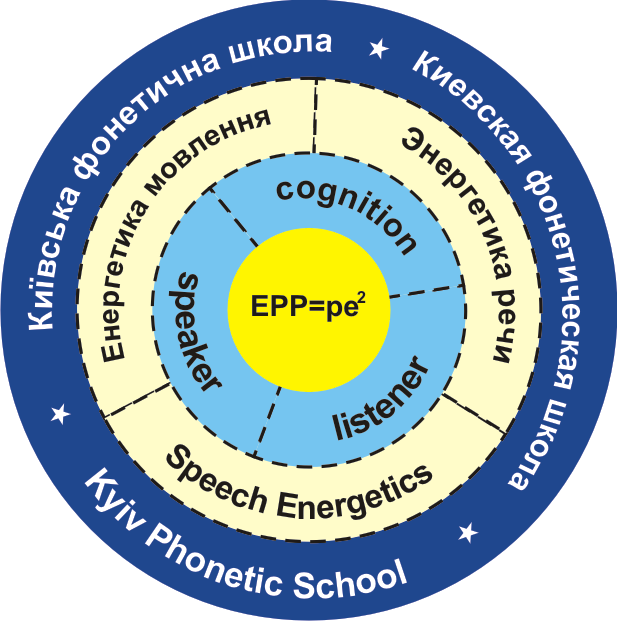 Київська фонетична школа
Киевская фонетическая школа
Kyiv Phonetic School
Енергетика мовлення
Энергетика речи
Speech Energetics
speaker
cognition
listener
EPP=pe²